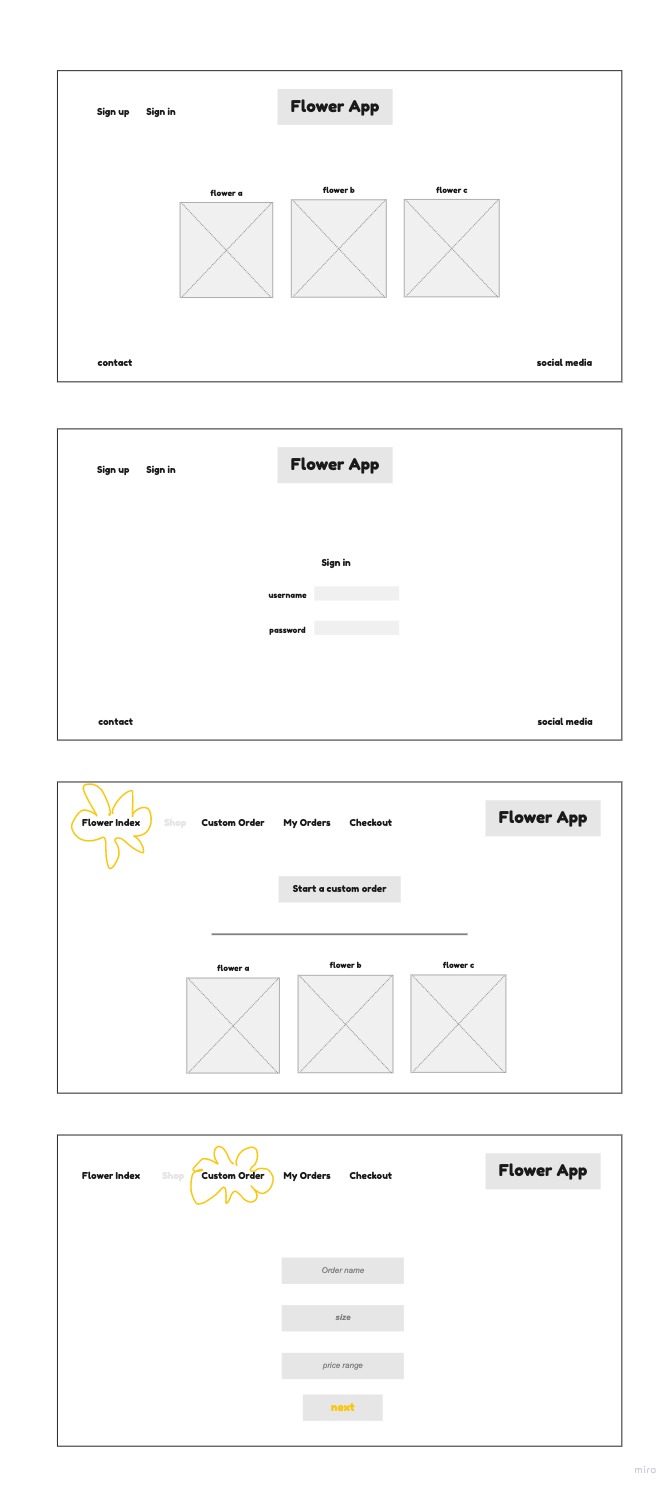 Sign up Sign in Flower App
flower a flower b flower c
contact social media
Sign up Sign in Flower App
Sign in
username
password
contact social media
Flower Index Shop Custom Order My Orders Checkout Flower App
Start a custom order
flower a flower b flower c
Flower Index Shop Custom Order My Orders Checkout Flower App
Order name
size
price range
next
miro